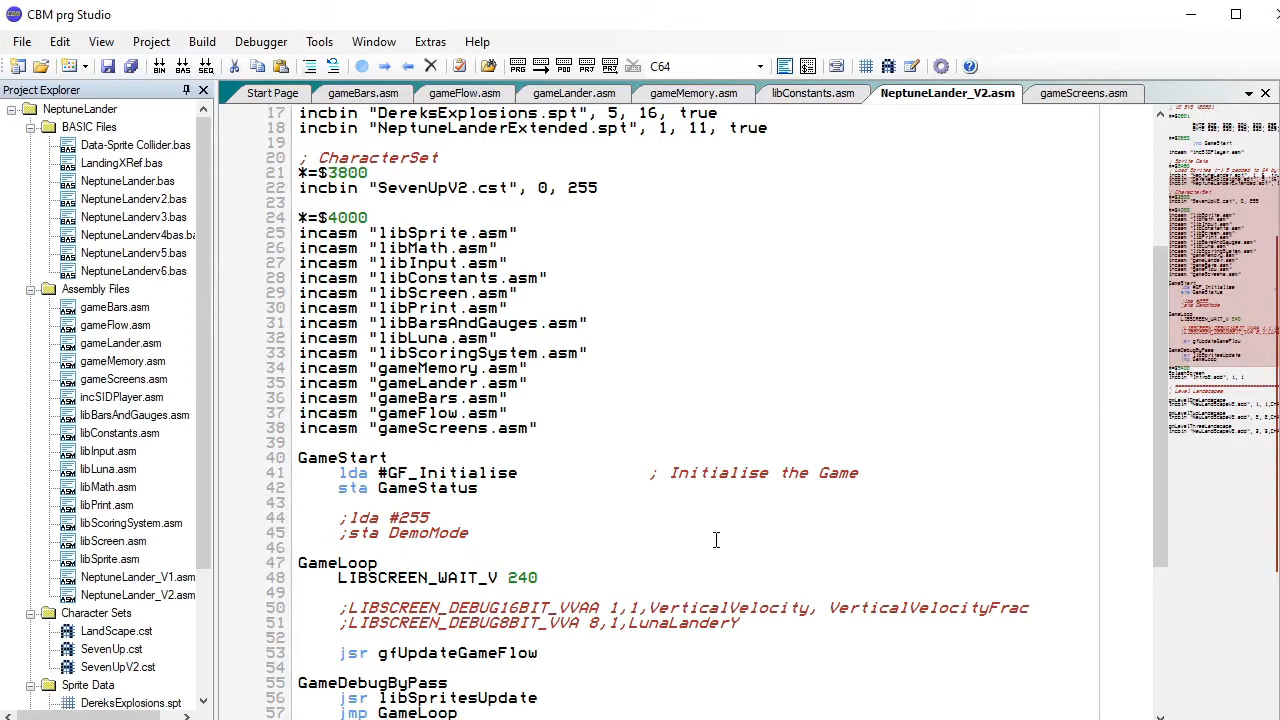 CBM prg Studio
File Edit View Project Build Debugger Tools Window Extras Help
C64
Project Explorer
NeptuneLander
BASIC Files
Data-Sprite Collider.bas
LandingXRef.bas
NeptuneLander.bas
NeptuneLanderv2.bas
NeptuneLanderv3.bas
NeptuneLanderv4bas.ba
NeptuneLanderv5.bas
NeptuneLanderv6.bas
Assembly Files
gameBars.asm
gameFlow.asm
gameLander.asm
gameMemory.asm
gameScreens.asm
incSIDPlayer.asm
libBarsAndGauges.asm
libConstants.asm
libInput.asm
libLuna.asm
libMath.asm
libPrint.asm
libScoringSystem.asm
libScreen.asm
libSprite.asm
NeptuneLander_V1.asm
NeptuneLander_V2.asm
Character Sets
LandScape.cst
SevenUp.cst
SevenUpV2.cst
Sprite Data
DereksExplosions.spt
Start Page gameBars.asm gameFlow.asm gameLander.asm gameMemory.asm libConstants.asm NeptuneLander_V2.asm gameScreens.asm
17 incbin "DereksExplosions.spt", 5, 16, true
18 incbin "NeptuneLanderExtended.spt", 1, 11, true
19
20 ; CharacterSet
21 *=$3800
22 incbin "SevenUpV2.cst", 0, 255
23
24 *=$4000
25 incasm "libSprite.asm"
26 incasm "libMath.asm"
27 incasm "libInput.asm"
28 incasm "libConstants.asm"
29 incasm "libScreen.asm"
30 incasm "libPrint.asm"
31 incasm "libBarsAndGauges.asm"
32 incasm "libLuna.asm"
33 incasm "libScoringSystem.asm"
34 incasm "gameMemory.asm"
35 incasm "gameLander.asm"
36 incasm "gameBars.asm"
37 incasm "gameFlow.asm"
38 incasm "gameScreens.asm"
39
40 GameStart
41 lda #GF_Initialise ; Initialise the Game
42 sta GameStatus
43
44 ;lda #255
45 ;sta DemoMode
46
47 GameLoop
48 LIBSCREEN_WAIT_V 240
49
50 ;LIBSCREEN_DEBUG16BIT_VVAA 1,1,VerticalVelocity, VerticalVelocityFrac
51 ;LIBSCREEN_DEBUG8BIT_VVA 8,1,LunaLanderY
52
53 jsr gfUpdateGameFlow
54
55 GameDebugByPass
56 jsr libSpritesUpdate
57 jmp GameLoop